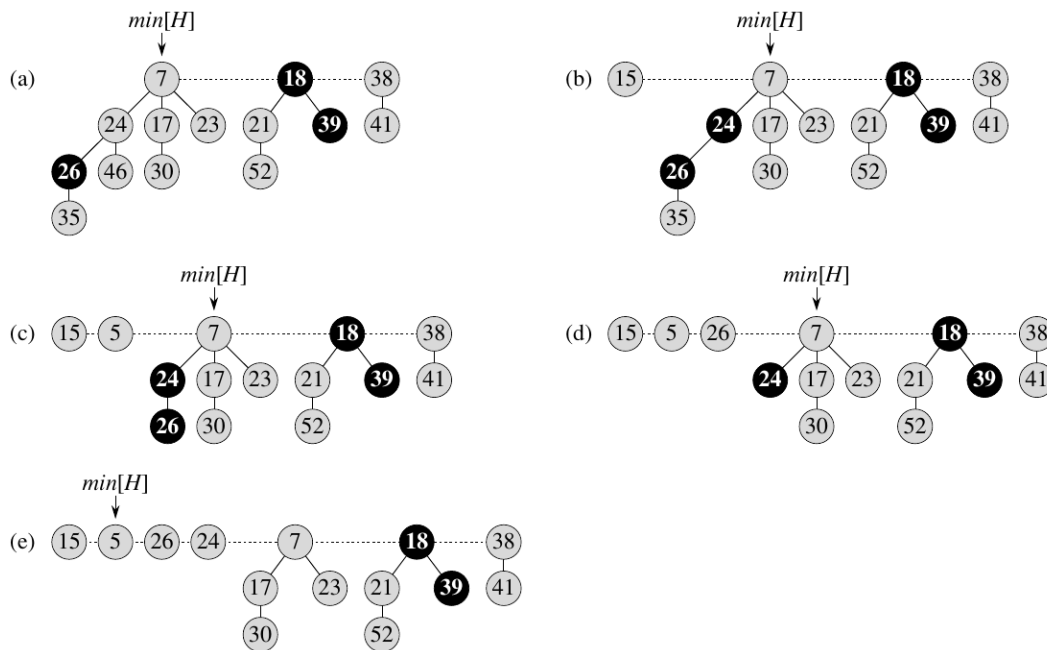 min[H]
(a) 7 18 38
24 17 23 21 39 41
26 46 30 52
35
min[H]
(b) 15 7 18 38
24 17 23 21 39 41
26 30 52
35
min[H]
(c) 15 5 7 18 38
24 17 23 21 39 41
26 30 52
min[H]
(d) 15 5 26 7 18 38
24 17 23 21 39 41
30 52
min[H]
(e) 15 5 26 24 7 18 38
17 23 21 39 41
30 52